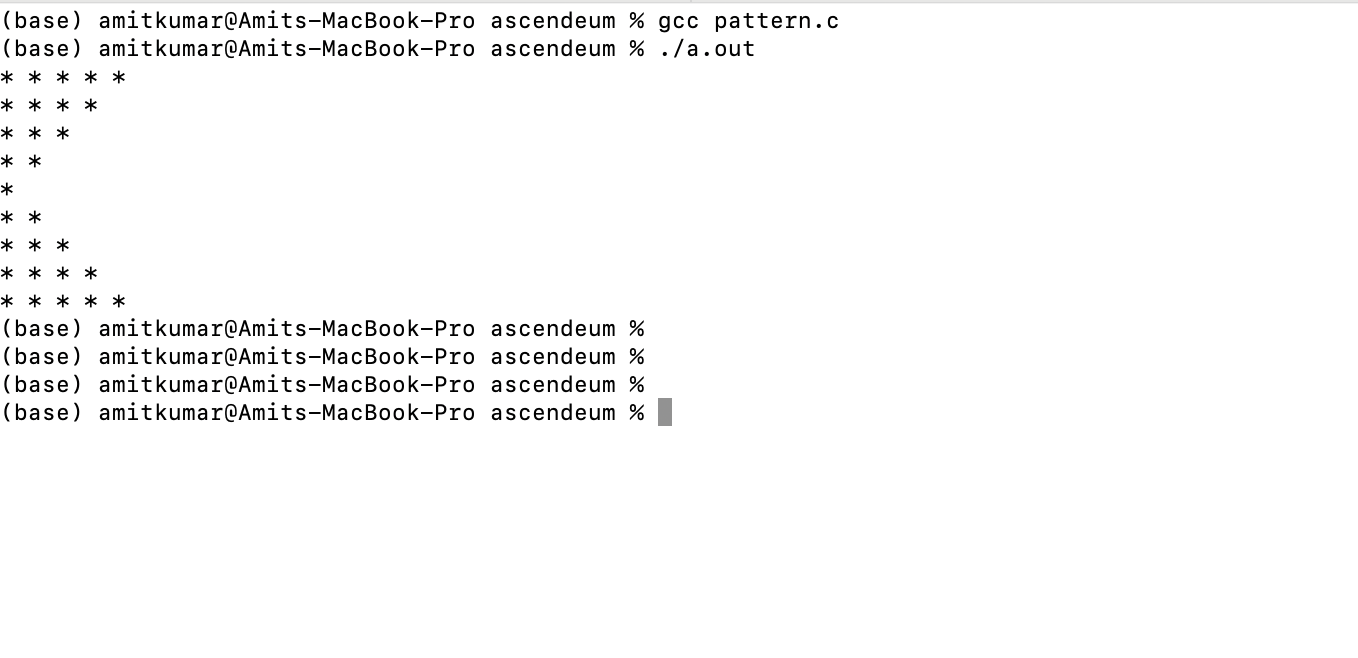 (base) amitkumar@Amits-MacBook-Pro ascendeum % gcc pattern.c
(base) amitkumar@Amits-MacBook-Pro ascendeum % ./a.out
* * * * *
* * * *
* * *
* *
*
* *
* * *
* * * *
* * * * *
(base) amitkumar@Amits-MacBook-Pro ascendeum %
(base) amitkumar@Amits-MacBook-Pro ascendeum %
(base) amitkumar@Amits-MacBook-Pro ascendeum %
(base) amitkumar@Amits-MacBook-Pro ascendeum %